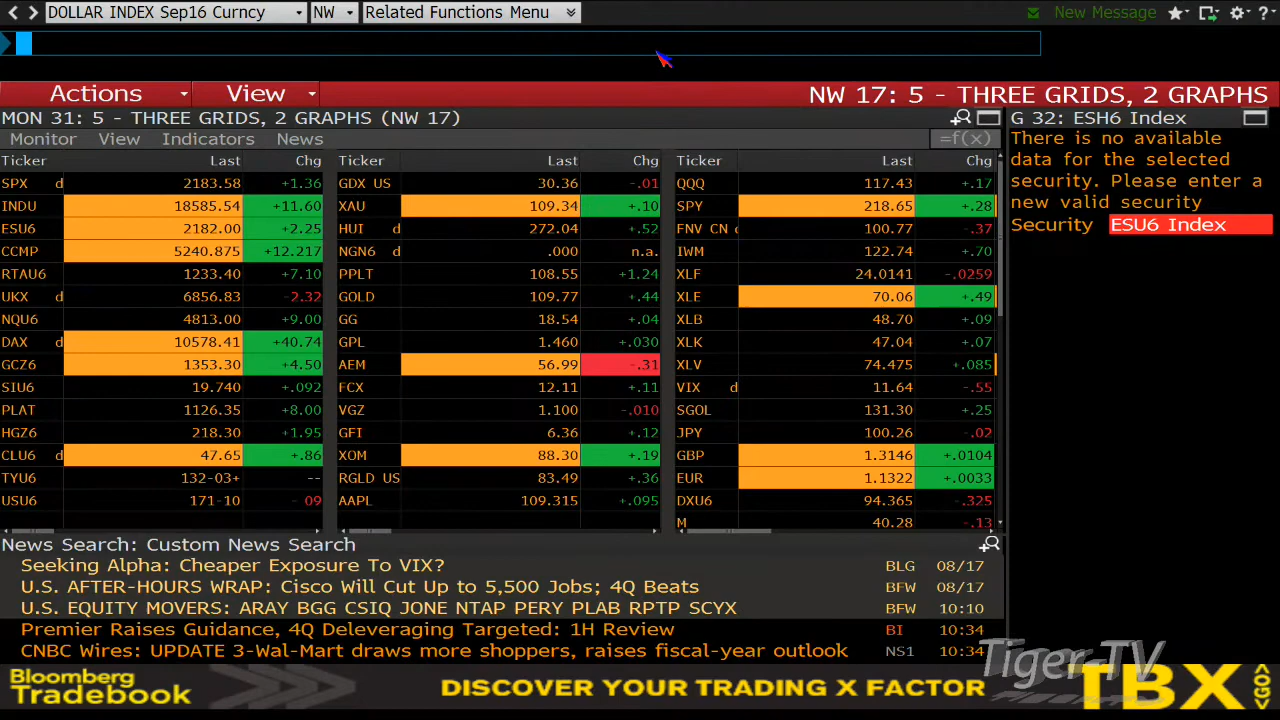 DOLLAR INDEX Sep16 Curncy NW Related Functions Menu New Message
Actions View NW 17: 5 - THREE GRIDS, 2 GRAPHS
MON 31: 5 - THREE GRIDS, 2 GRAPHS (NW 17) G 32: ESH6 Index
Monitor View Indicators News =f(x)
There is no available
data for the selected
security. Please enter a
new valid security
Security ESU6 Index
Ticker Last Chg Ticker Last Chg Ticker Last Chg
SPX d 2183.58 +1.36 GDX US 30.36 -.01 QQQ 117.43 +.17
INDU 18585.54 +11.60 XAU 109.34 +.10 SPY 218.65 +.28
ESU6 2182.00 +2.25 HUI d 272.04 +.52 FNV CN 100.77 -.37
CCMP 5240.875 +12.217 NGN6 d .000 n.a. IWM 122.74 +.70
RTAU6 1233.40 +7.10 PPLT 108.55 +1.24 XLF 24.0141 -.0259
UKX d 6856.83 -2.32 GOLD 109.77 +.44 XLE 70.06 +.49
NQU6 4813.00 +9.00 GG 18.54 +.04 XLB 48.70 +.09
DAX d 10578.41 +40.74 GPL 1.460 +.030 XLK 47.04 +.07
GCZ6 1353.30 +4.50 AEM 56.99 -.31 XLV 74.475 +.085
SIU6 19.740 +.092 FCX 12.11 +.11 VIX d 11.64 -.55
PLAT 1126.35 +8.00 VGZ 1.100 -.010 SGOL 131.30 +.25
HGZ6 218.30 +1.95 GFI 6.36 +.12 JPY 100.26 -.02
CLU6 d 47.65 +.86 XOM 88.30 +.19 GBP 1.3146 +.0104
TYU6 132-03+ -- RGLD US 83.49 +.36 EUR 1.1322 +.0033
USU6 171-10 - 09 AAPL 109.315 +.095 DXU6 94.365 -.325
M 40.28 -.13
News Search: Custom News Search
Seeking Alpha: Cheaper Exposure To VIX? BLG 08/17
U.S. AFTER-HOURS WRAP: Cisco Will Cut Up to 5,500 Jobs; 4Q Beats BFW 08/17
U.S. EQUITY MOVERS: ARAY BGG CSIQ JONE NTAP PERY PLAB RPTP SCYX BFW 10:10
Premier Raises Guidance, 4Q Deleveraging Targeted: 1H Review BI 10:34
CNBC Wires: UPDATE 3-Wal-Mart draws more shoppers, raises fiscal-year outlook NS1 10:34
Tiger-TV
Bloomberg
Tradebook
DISCOVER YOUR TRADING X FACTOR
TBX <GO>